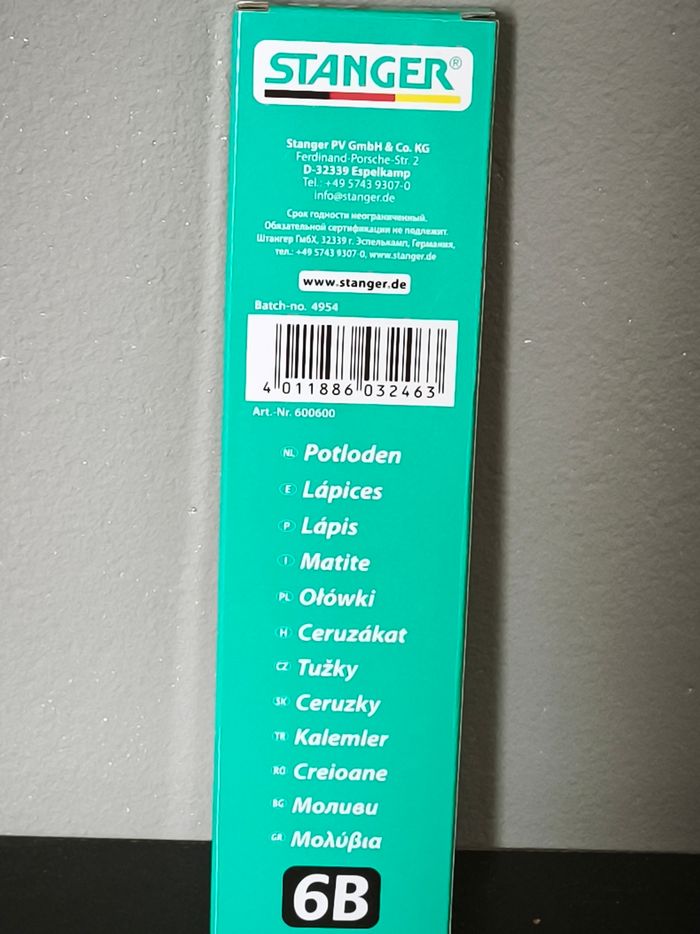 STANGER®
Stanger PV GmbH & Co. KG
Ferdinand-Porsche-Str. 2
D-32339 Espelkamp
Tel.: +49 5743 9307-0
info@stanger.de
Срок годности неограниченный.
Обязательной сертификации не подлежит.
Штангер ГмбХ, 32339 г. Эспелькамп, Германия,
тел.: +49 5743 9307-0, www.stanger.de
www.stanger.de
Batch-no. 4954
4 011886 032463
Art.-Nr. 600600
NL Potloden
E Lápices
P Lápis
I Matite
PL Ołówki
H Ceruzákat
CZ Tužky
SK Ceruzky
TR Kalemler
RO Creioane
BG Моливи
GR Μολύβια
6B